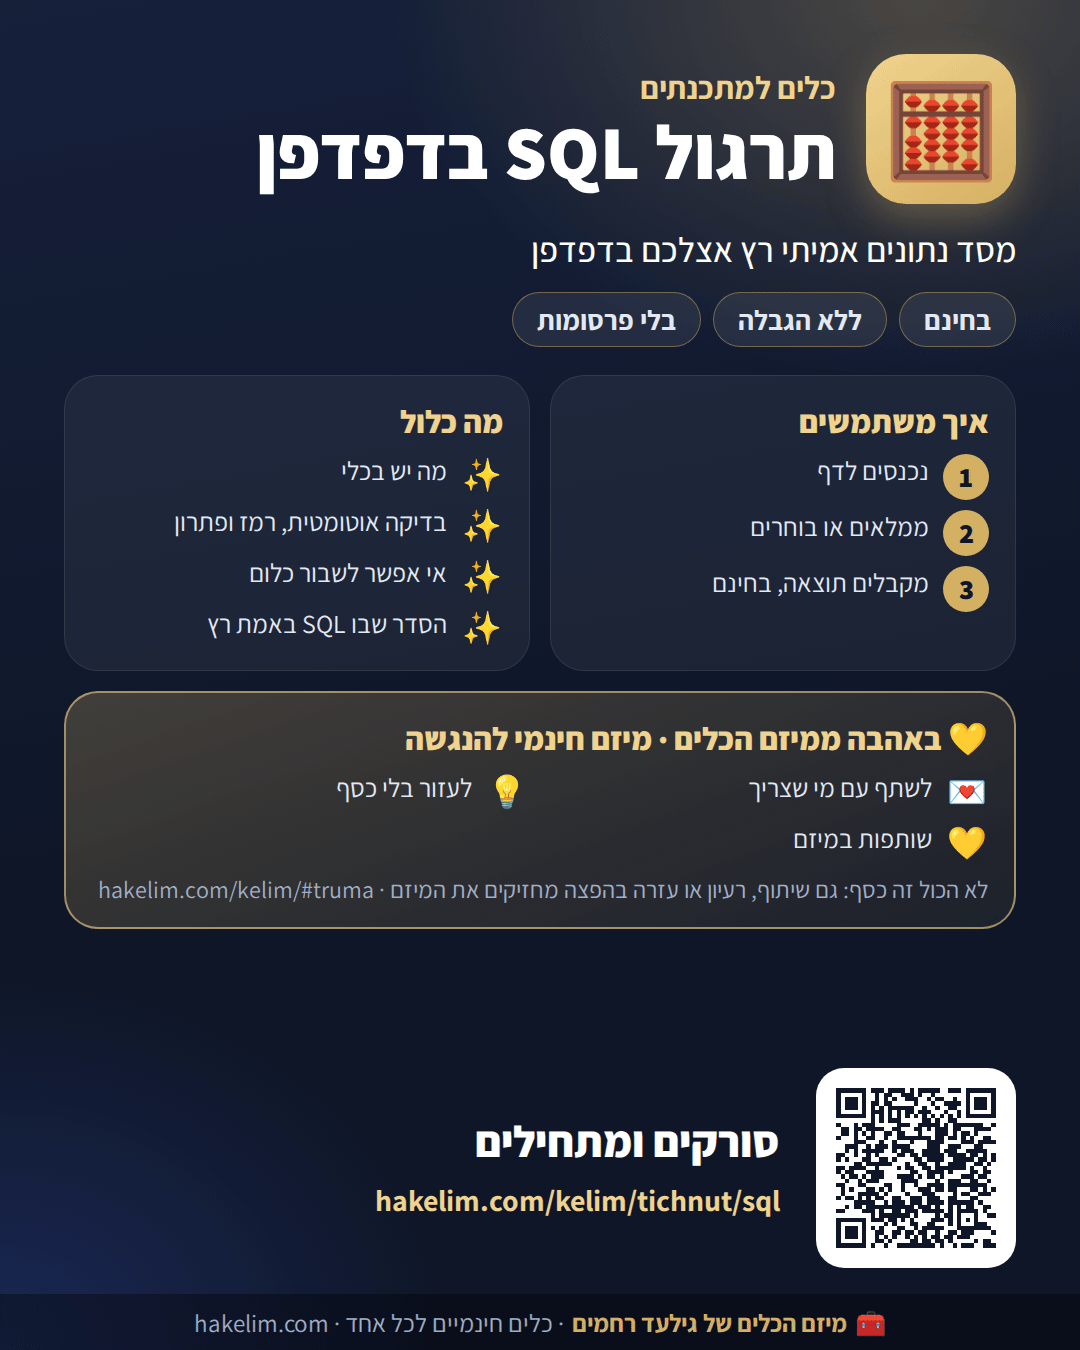 כלים למתכנתים
תרגול SQL בדפדפן
מסד נתונים אמיתי רץ אצלכם בדפדפן
בחינם
ללא הגבלה
בלי פרסומות
איך משתמשים
1 נכנסים לדף
2 ממלאים או בוחרים
3 מקבלים תוצאה, בחינם
מה כלול
מה יש בכלי
בדיקה אוטומטית, רמז ופתרון
אי אפשר לשבור כלום
הסדר שבו SQL באמת רץ
באהבה ממיזם הכלים · מיזם חינמי להנגשה
לשתף עם מי שצריך
לעזור בלי כסף
שותפות במיזם
לא הכול זה כסף: גם שיתוף, רעיון או עזרה בהפצה מחזיקים את המיזם · hakelim.com/kelim/#truma
סורקים ומתחילים
hakelim.com/kelim/tichnut/sql
מיזם הכלים של גילעד רחמים · כלים חינמיים לכל אחד · hakelim.com